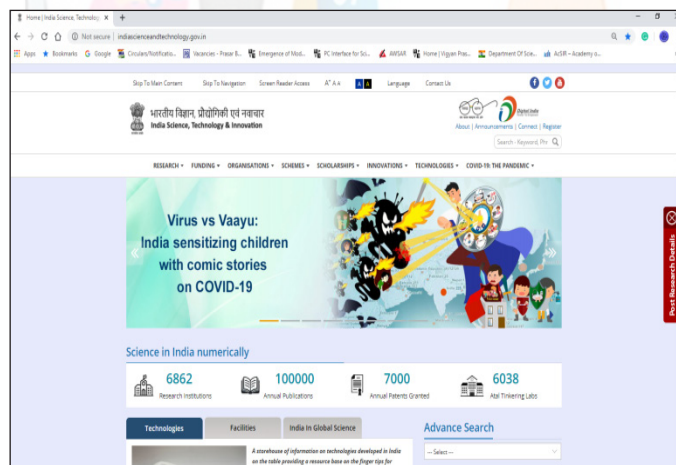 Home | India Science, Technolog
Not secure | indiascienceandtechnology.gov.in
Apps Bookmarks Google Circulars/Notificatio... Vacancies - Prasar B... Emergence of Mod... PC Interface for Sci... AWSAR Home | Vigyan Pras... Department Of Scie... AcSIR – Academy o...
Skip To Main Content Skip To Navigation Screen Reader Access A A A A Language Contact Us
भारतीय विज्ञान, प्रौद्योगिकी एवं नवाचार
India Science, Technology & Innovation
Digital India
About | Announcements | Connect | Register
Search - Keyword, Phr
RESEARCH FUNDING ORGANISATIONS SCHEMES SCHOLARSHIPS INNOVATIONS TECHNOLOGIES COVID-19: THE PANDEMIC
Virus vs Vaayu:
India sensitizing children
with comic stories
on COVID-19
Post Research Details
Science in India numerically
6862 100000 7000 6038
Research Institutions Annual Publications Annual Patents Granted Atal Tinkering Labs
Technologies Facilities India In Global Science Advance Search
A storehouse of information on technologies developed in India
on the table providing a resource base on the finger tips for
--- Select ---